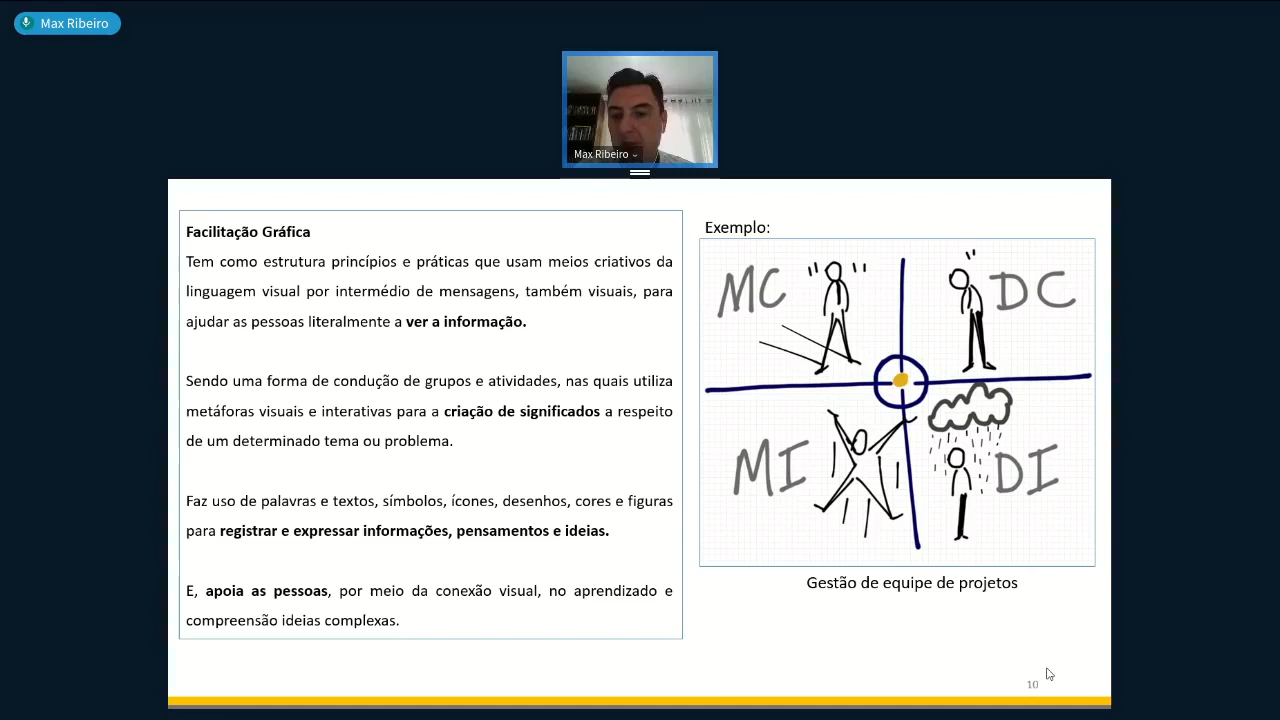 Max Ribeiro
Max Ribeiro
Facilitação Gráfica
Tem como estrutura princípios e práticas que usam meios criativos da
linguagem visual por intermédio de mensagens, também visuais, para
ajudar as pessoas literalmente a ver a informação.
Sendo uma forma de condução de grupos e atividades, nas quais utiliza
metáforas visuais e interativas para a criação de significados a respeito
de um determinado tema ou problema.
Faz uso de palavras e textos, símbolos, ícones, desenhos, cores e figuras
para registrar e expressar informações, pensamentos e ideias.
E, apoia as pessoas, por meio da conexão visual, no aprendizado e
compreensão ideias complexas.
Exemplo:
MC
DC
MI
DI
Gestão de equipe de projetos
10